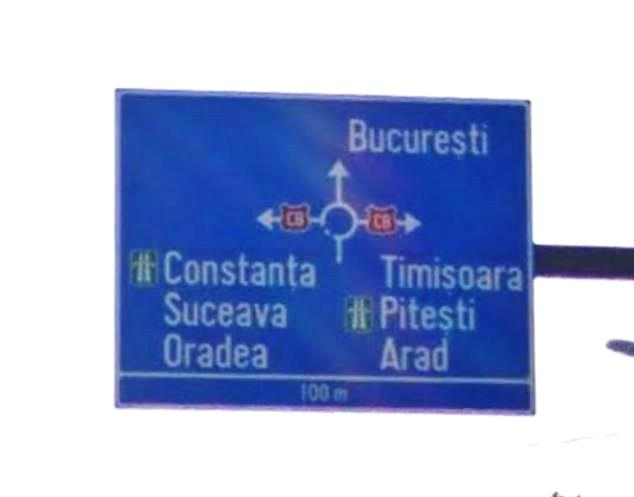 București
CB CB
Constanța Timișoara
Suceava Pitești
Oradea Arad
100 m